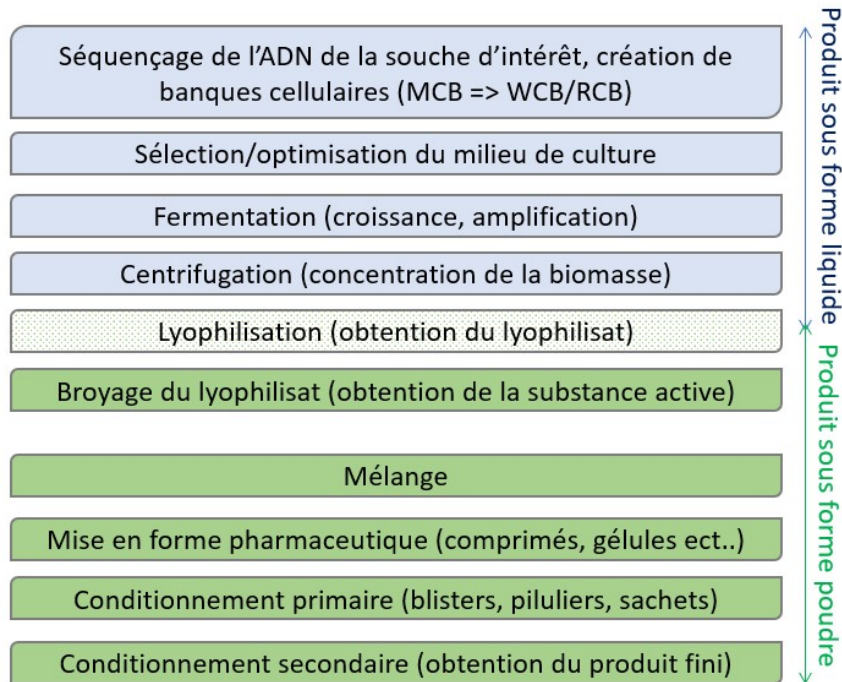 Séquençage de l’ADN de la souche d’intérêt, création de
banques cellulaires (MCB => WCB/RCB)
Sélection/optimisation du milieu de culture
Fermentation (croissance, amplification)
Centrifugation (concentration de la biomasse)
Lyophilisation (obtention du lyophilisat)
Broyage du lyophilisat (obtention de la substance active)
Mélange
Mise en forme pharmaceutique (comprimés, gélules ect..)
Conditionnement primaire (blisters, piluliers, sachets)
Conditionnement secondaire (obtention du produit fini)
Produit sous forme liquide
Produit sous forme poudre